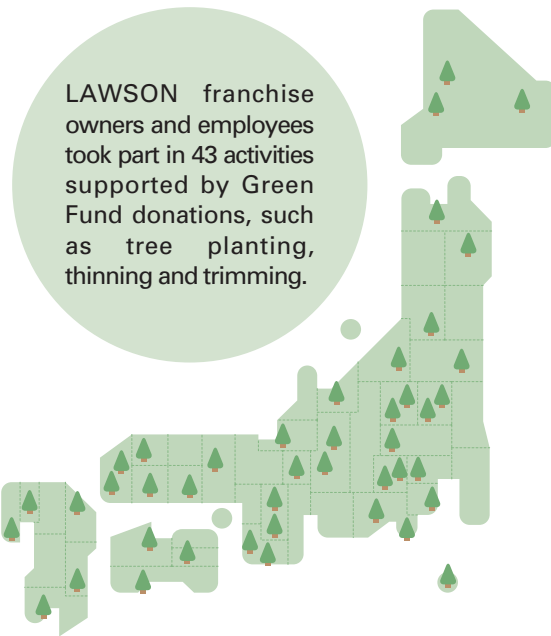 LAWSON franchise
owners and employees
took part in 43 activities
supported by Green
Fund donations, such
as tree planting,
thinning and trimming.